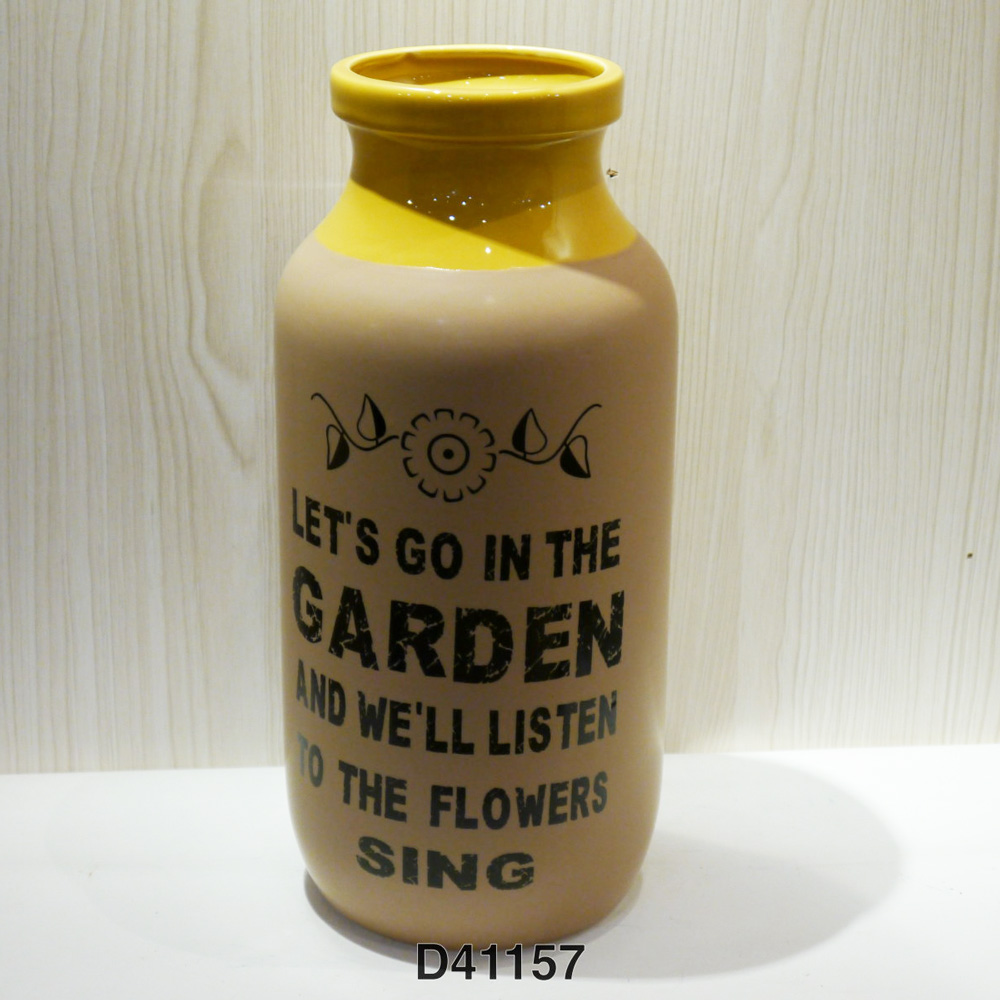 LET'S GO IN THE
GARDEN
AND WE'LL LISTEN
TO THE FLOWERS
SING
D41157